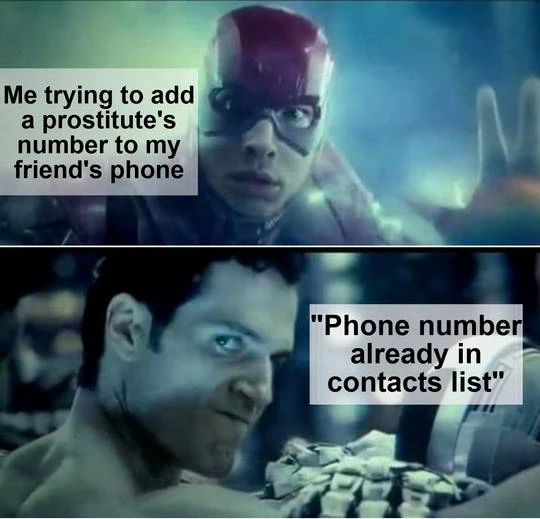 Me trying to add
a prostitute's
number to my
friend's phone
"Phone number
already in
contacts list"